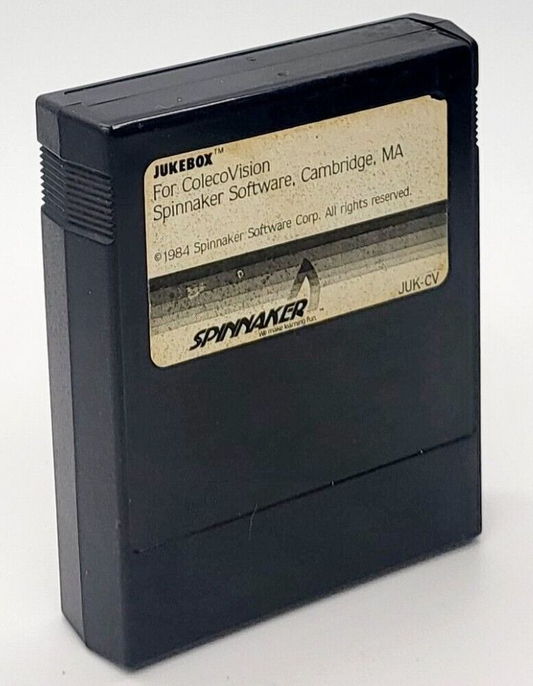 JUKEBOX™
For ColecoVision
Spinnaker Software, Cambridge, MA
©1984 Spinnaker Software Corp. All rights reserved.
SPINNAKER™
We make learning fun.
JUK-CV